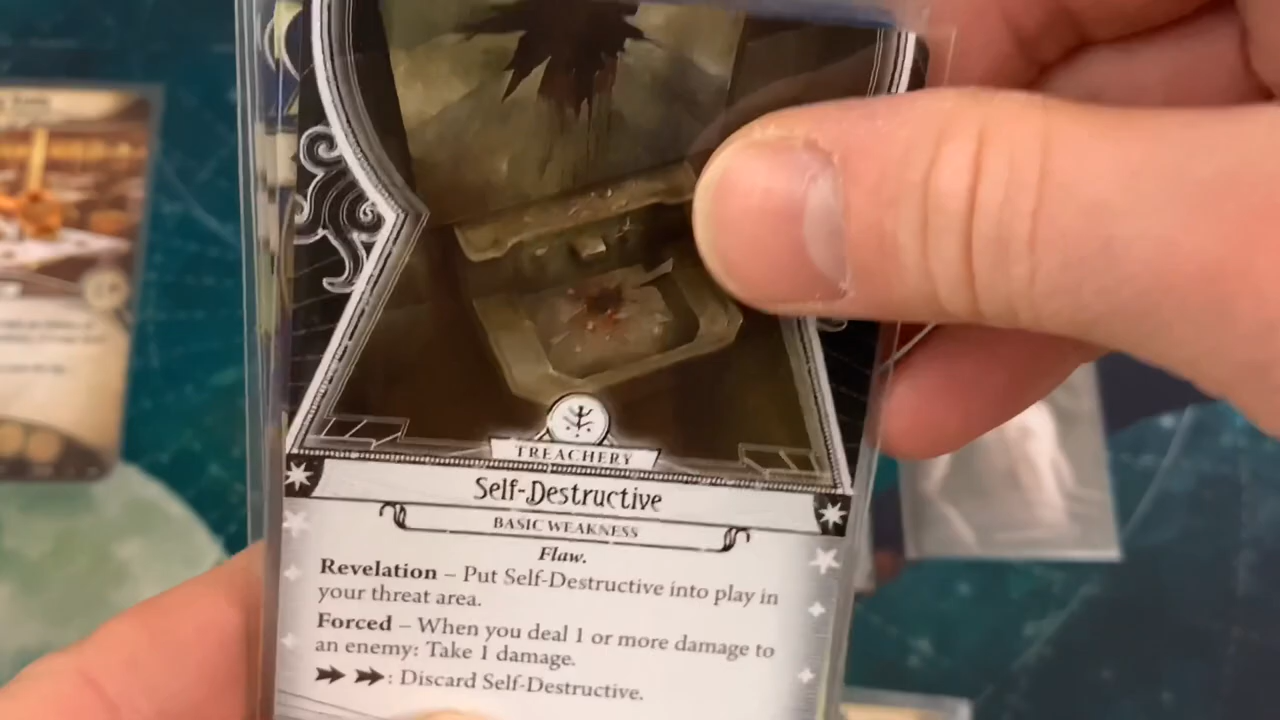 TREACHERY
Self-Destructive
BASIC WEAKNESS
Flaw.
Revelation – Put Self-Destructive into play in
your threat area.
Forced – When you deal 1 or more damage to
an enemy: Take 1 damage.
: Discard Self-Destructive.